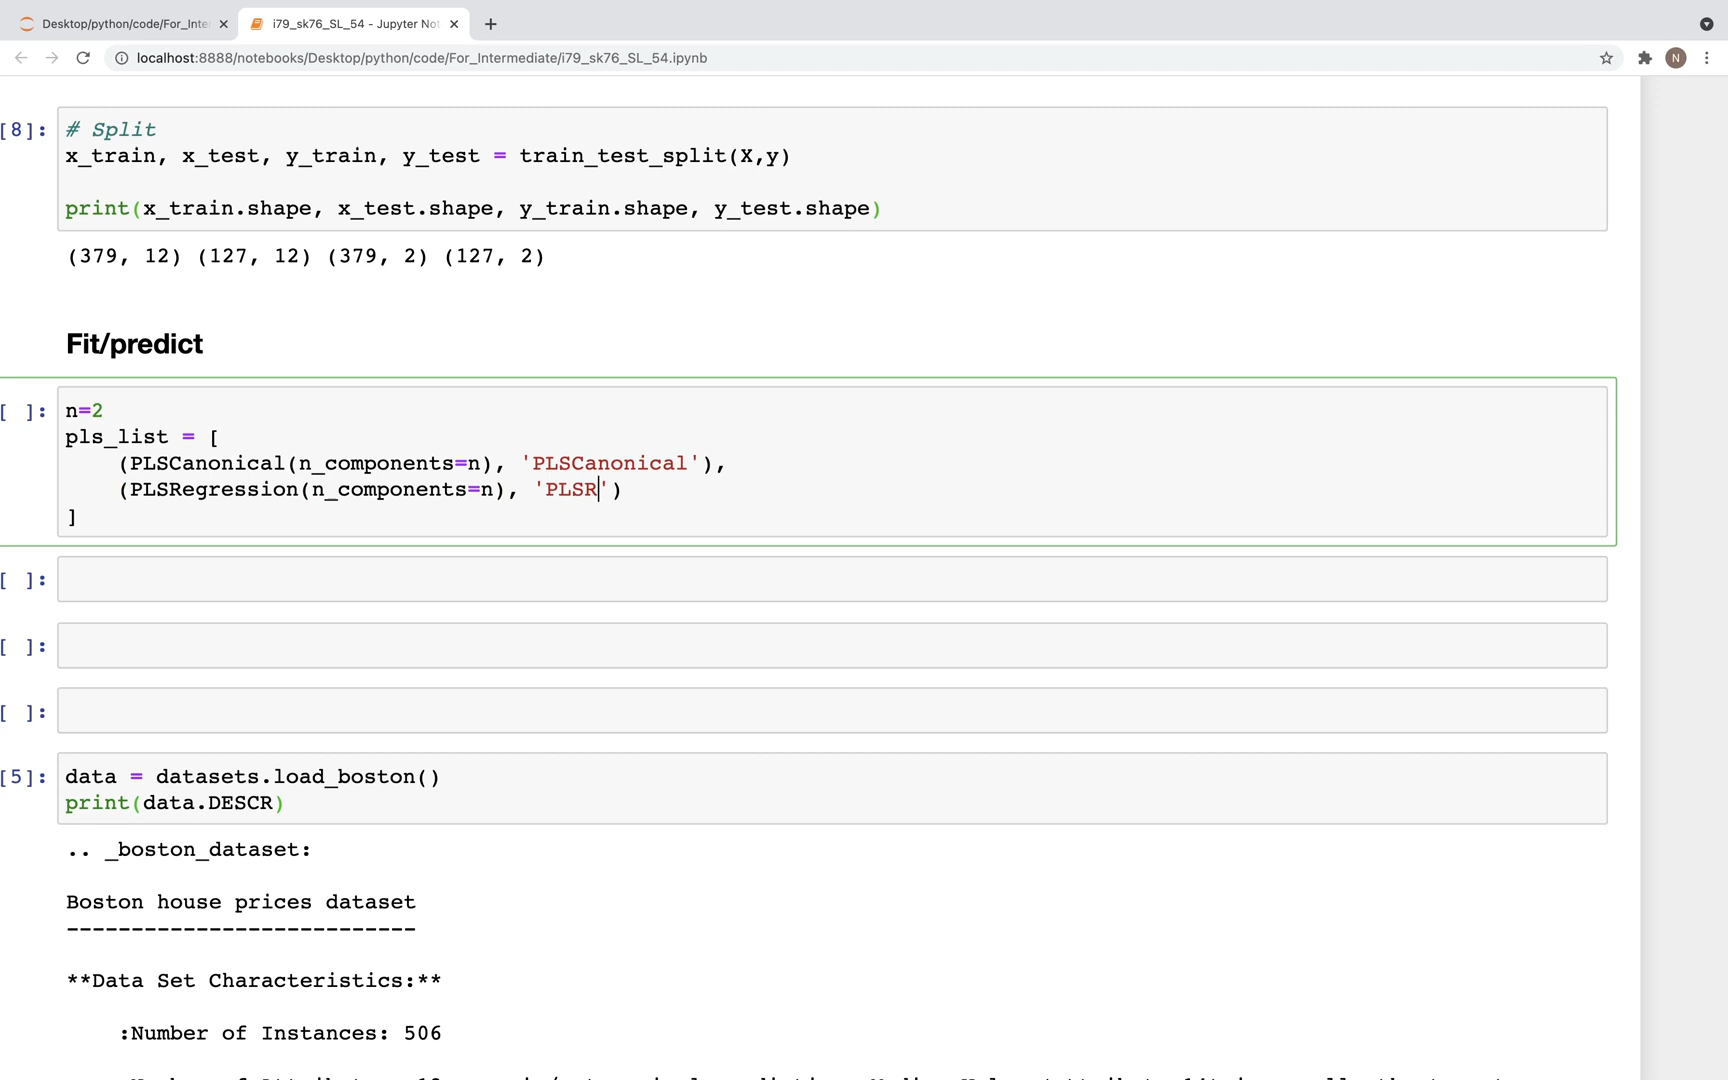 Desktop/python/code/For_Inte
i79_sk76_SL_54 - Jupyter No
localhost:8888/notebooks/Desktop/python/code/For_Intermediate/i79_sk76_SL_54.ipynb
N
[8]:
# Split
x_train, x_test, y_train, y_test = train_test_split(X,y)
print(x_train.shape, x_test.shape, y_train.shape, y_test.shape)
(379, 12) (127, 12) (379, 2) (127, 2)
Fit/predict
[ ]:
n=2
pls_list = [
(PLSCanonical(n_components=n), 'PLSCanonical'),
(PLSRegression(n_components=n), 'PLSR')
]
[ ]:
[ ]:
[ ]:
[5]:
data = datasets.load_boston()
print(data.DESCR)
.. _boston_dataset:
Boston house prices dataset
---------------------------
**Data Set Characteristics:**
:Number of Instances: 506